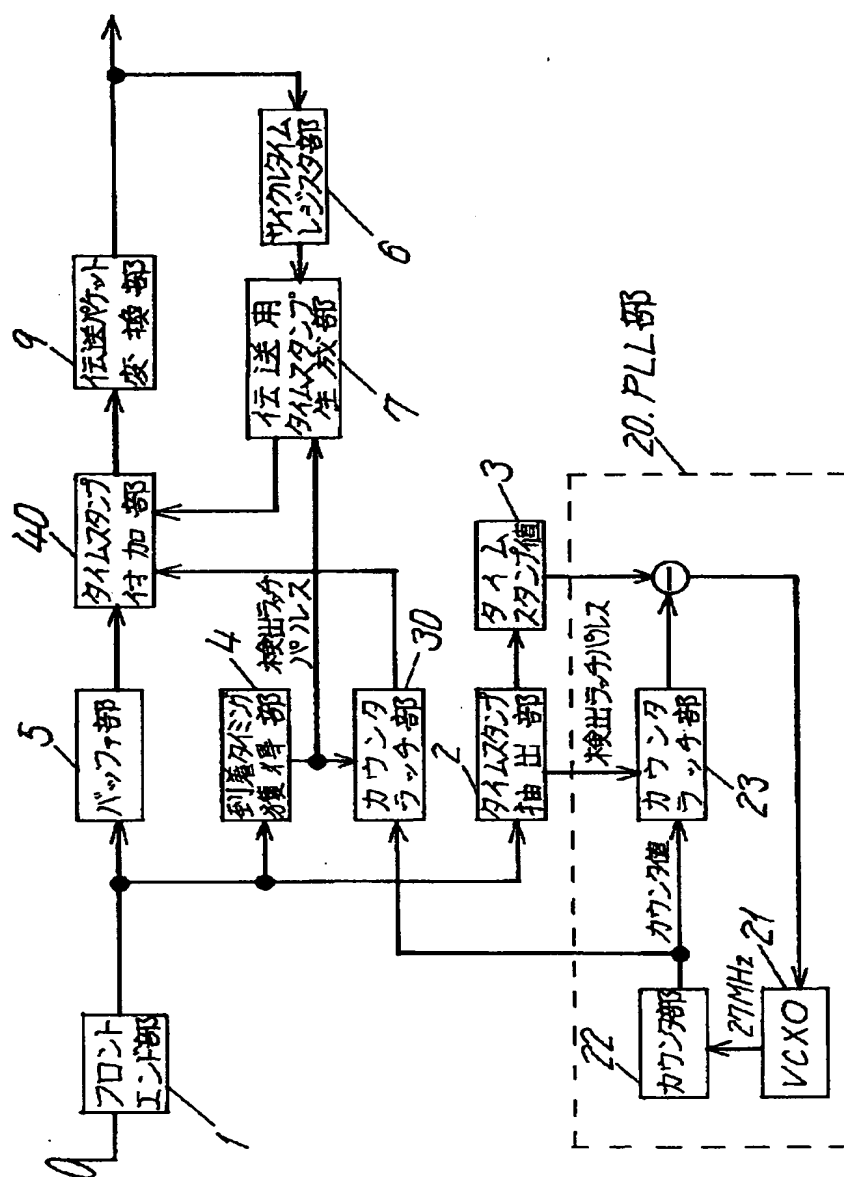 フロント
エンド部
1
バッファ部
5
タイムスタンプ
付加部
40
伝送パケット
変換部
9
サイクルタイム
レジスタ部
6
伝送用
タイムスタンプ
生成部
7
到着タイミング
獲得部
4
検出ラッチ
パルス
カウンタ
ラッチ部
30
タイムスタンプ
抽出部
2
タイム
スタンプ値
3
検出ラッチパルス
20.PLL部
カウンタ
ラッチ部
23
カウンタ値
カウンタ部
22
27MHz
VCXO
21